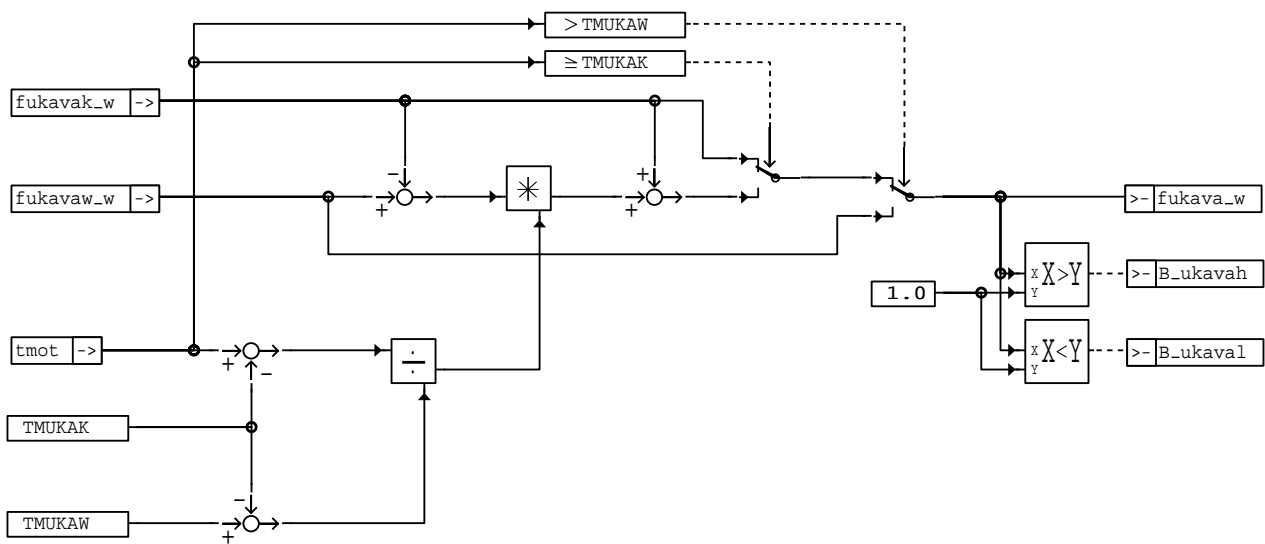 >TMUKAW
≥TMUKAK
fukavak_w ->
fukavaw_w ->
>- fukava_w
X X>Y
Y
>- B_ukavah
1.0
tmot ->
X X<Y
Y
>- B_ukaval
TMUKAK
TMUKAW